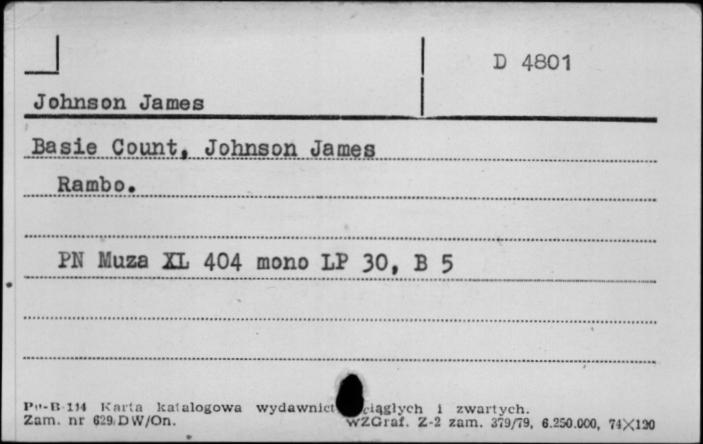 D 4801
Johnson James
Basie Count, Johnson James
Rambo.
PN Muza XL 404 mono LP 30, B 5
Pu-B-114 Karta katalogowa wydawnict ciągłych i zwartych.
Zam. nr 629/DW/On. WZGraf. Z-2 zam. 379/79, 6.250.000, 74×120